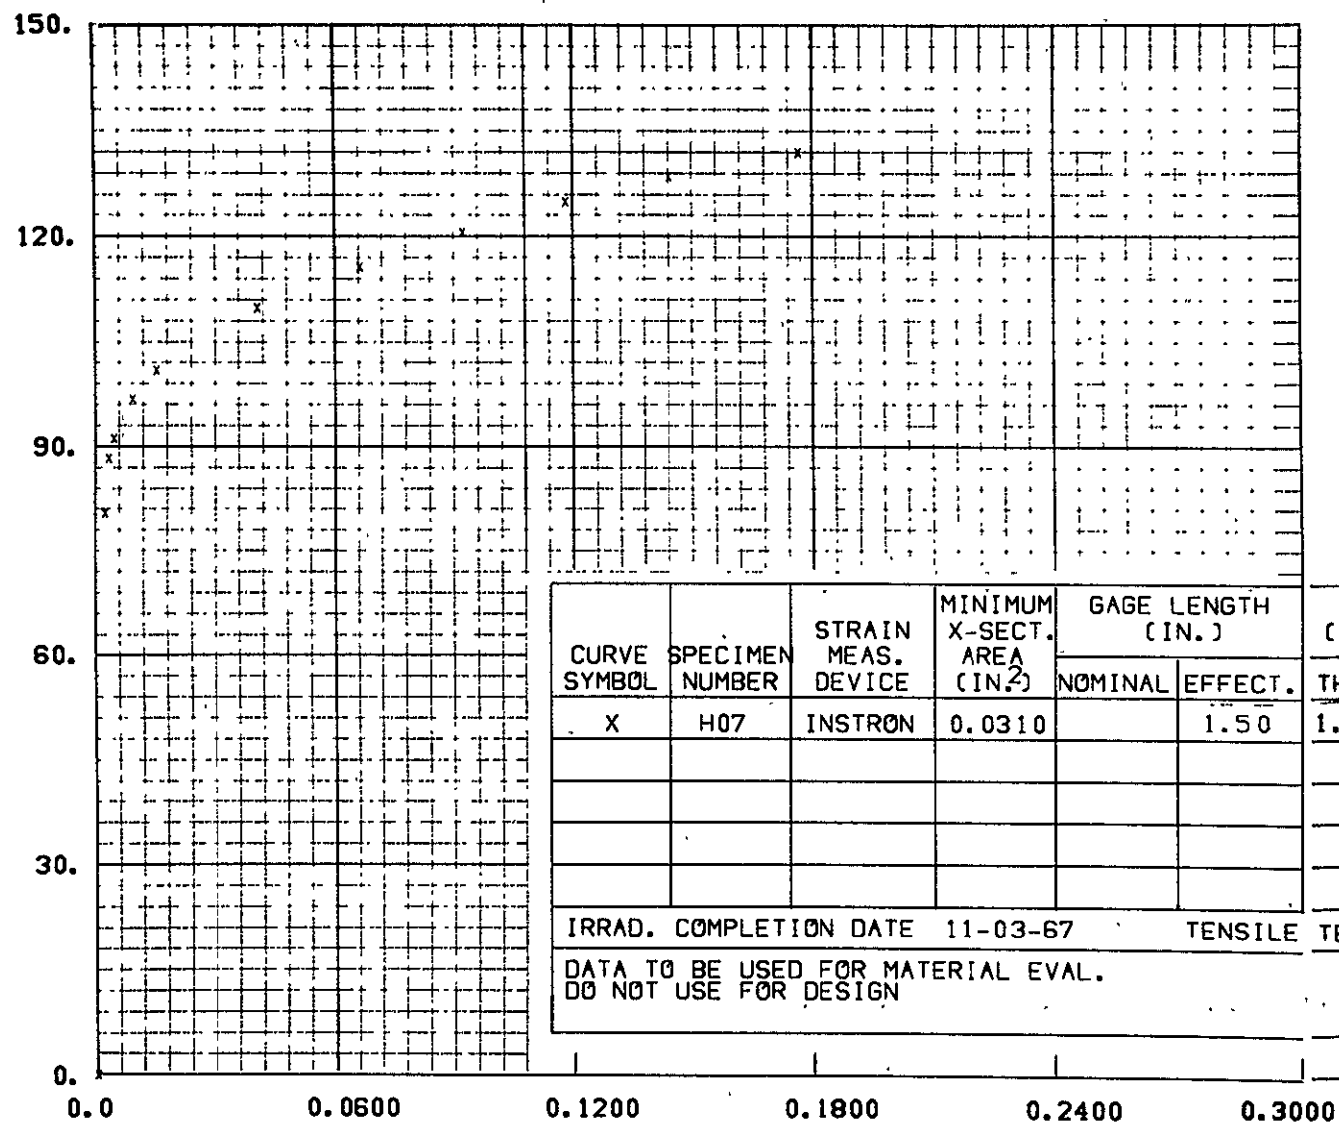 150.
120.
90.
60.
30.
0.
0.0 0.0600 0.1200 0.1800 0.2400 0.3000
CURVE SYMBOL
SPECIMEN NUMBER
STRAIN MEAS. DEVICE
MINIMUM X-SECT. AREA (IN.2)
GAGE LENGTH (IN.)
NOMINAL EFFECT.
X H07 INSTRON 0.0310 1.50 1.
IRRAD. COMPLETION DATE 11-03-67 TENSILE
DATA TO BE USED FOR MATERIAL EVAL.
DO NOT USE FOR DESIGN